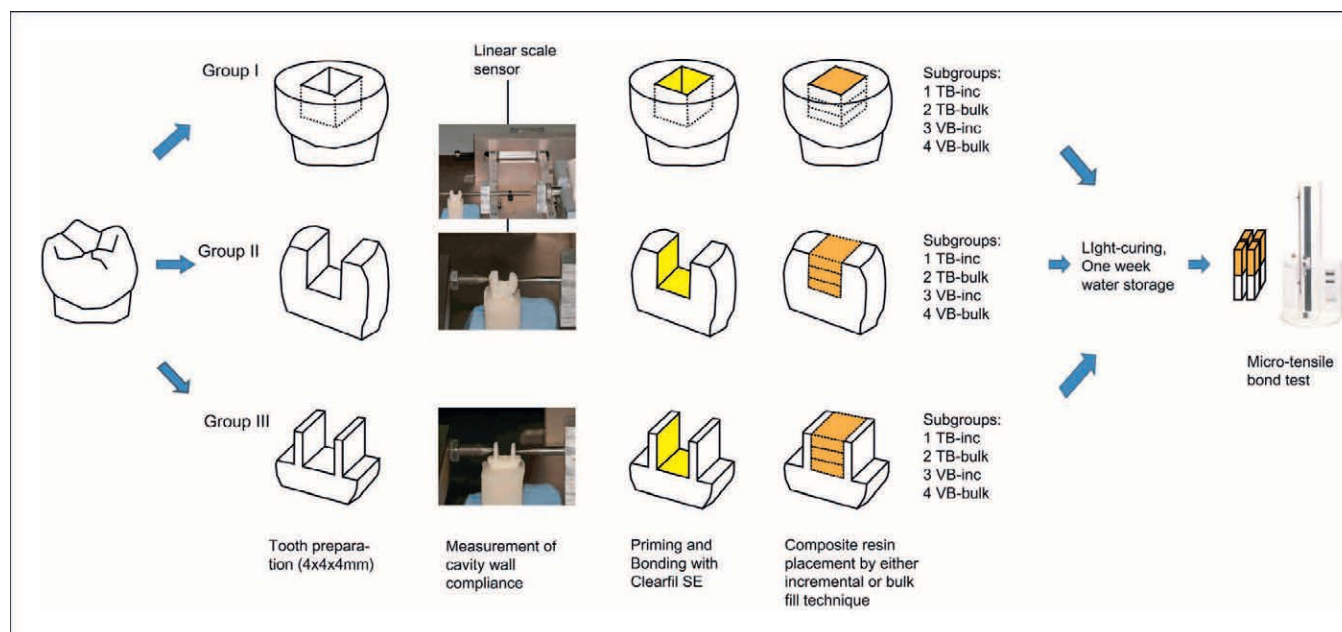 Group I
Linear scale
sensor
Subgroups:
1 TB-inc
2 TB-bulk
3 VB-inc
4 VB-bulk
Group II
Subgroups:
1 TB-inc
2 TB-bulk
3 VB-inc
4 VB-bulk
LIght-curing,
One week
water storage
Micro-tensile
bond test
Group III
Subgroups:
1 TB-inc
2 TB-bulk
3 VB-inc
4 VB-bulk
Tooth prepara-
tion (4x4x4mm)
Measurement of
cavity wall
compliance
Priming and
Bonding with
Clearfil SE
Composite resin
placement by either
incremental or bulk
fill technique